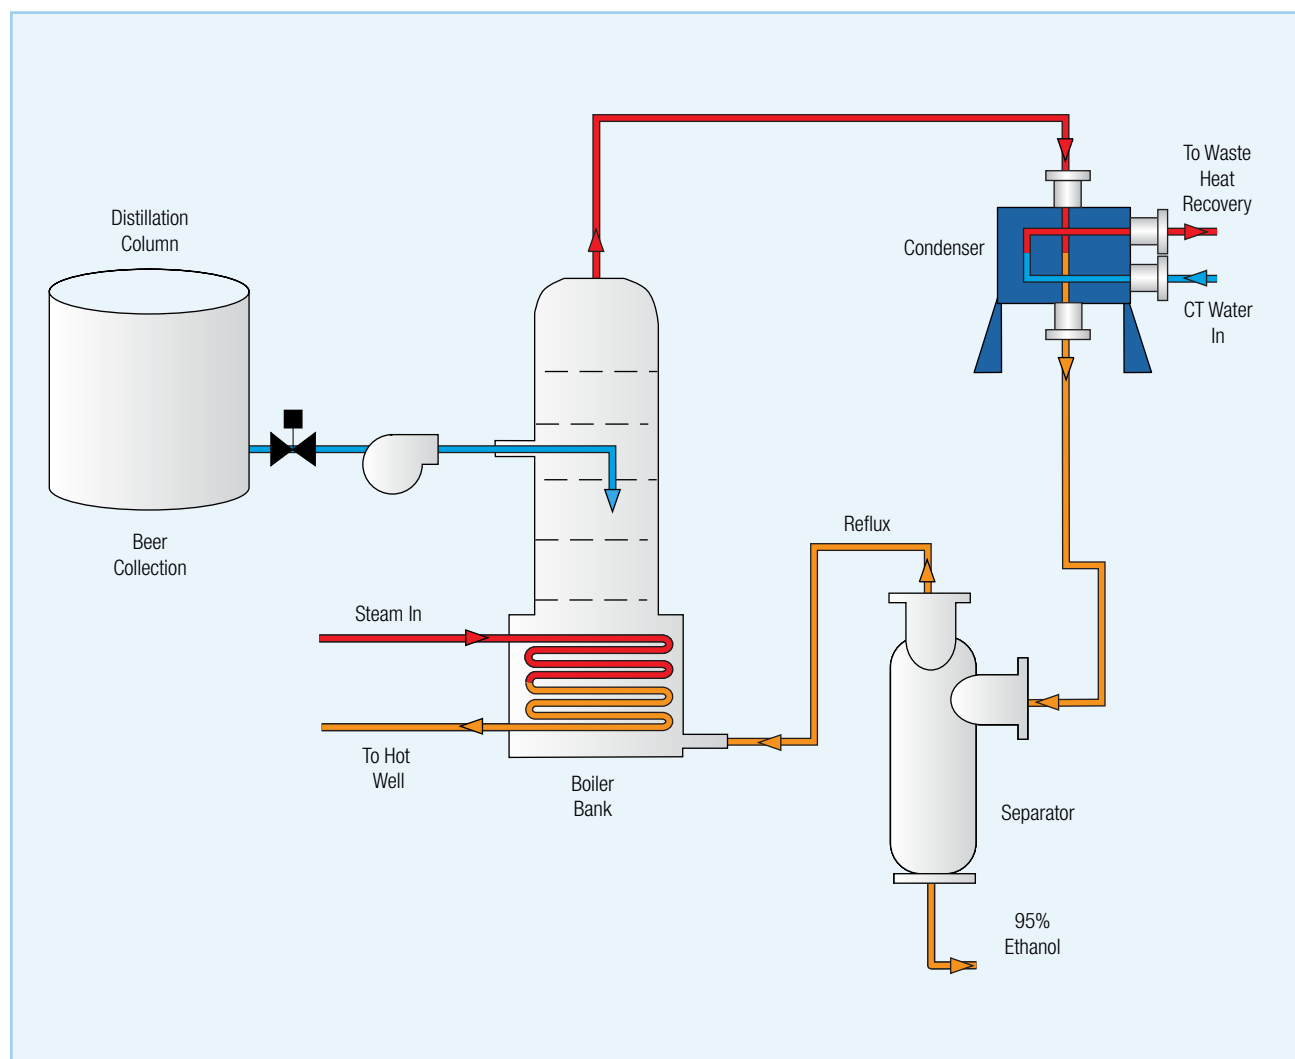 To Waste
Heat
Recovery
Distillation
Column
Condenser
CT Water
In
Reflux
Beer
Collection
Steam In
To Hot
Well
Boiler
Bank
Separator
95%
Ethanol